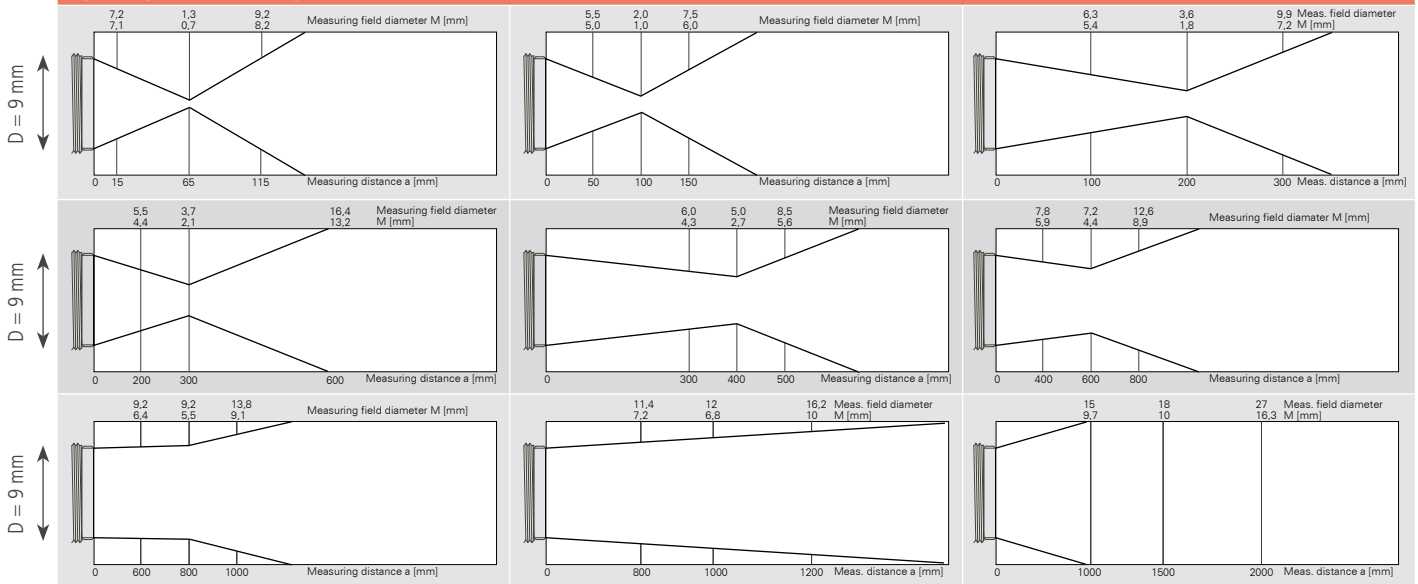 7,2 1,3 9,2 Measuring field diameter M [mm]
7,1 0,7 8,2
D = 9 mm
0 15 65 115 Measuring distance a [mm]
5,5 2,0 7,5 Measuring field diameter M [mm]
5,0 1,0 6,0
0 50 100 150 Measuring distance a [mm]
6,3 3,6 9,9 Meas. field diameter
5,4 1,8 7,2 M [mm]
0 100 200 300 Meas. distance a [mm]
5,5 3,7 16,4 Measuring field diameter
4,4 2,1 13,2 M [mm]
D = 9 mm
0 200 300 600 Measuring distance a [mm]
6,0 5,0 8,5 Measuring field diameter
4,3 2,7 5,6 M [mm]
0 300 400 500 Measuring distance a [mm]
7,8 7,2 12,6 Measuring field diamater M [mm]
5,9 4,4 8,9
0 400 600 800 Measuring distance a [mm]
9,2 9,2 13,8 Measuring field diameter M [mm]
6,4 5,5 9,1
D = 9 mm
0 600 800 1000 Measuring distance a [mm]
11,4 12 16,2 Meas. field diameter
7,2 6,8 10 M [mm]
0 800 1000 1200 Meas. distance a [mm]
15 18 27 Meas. field diameter
9,7 10 16,3 M [mm]
0 1000 1500 2000 Meas. distance a [mm]